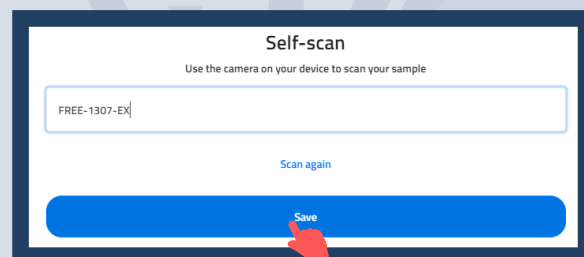 Self-scan
Use the camera on your device to scan your sample
FREE-1307-EX
Scan again
Save